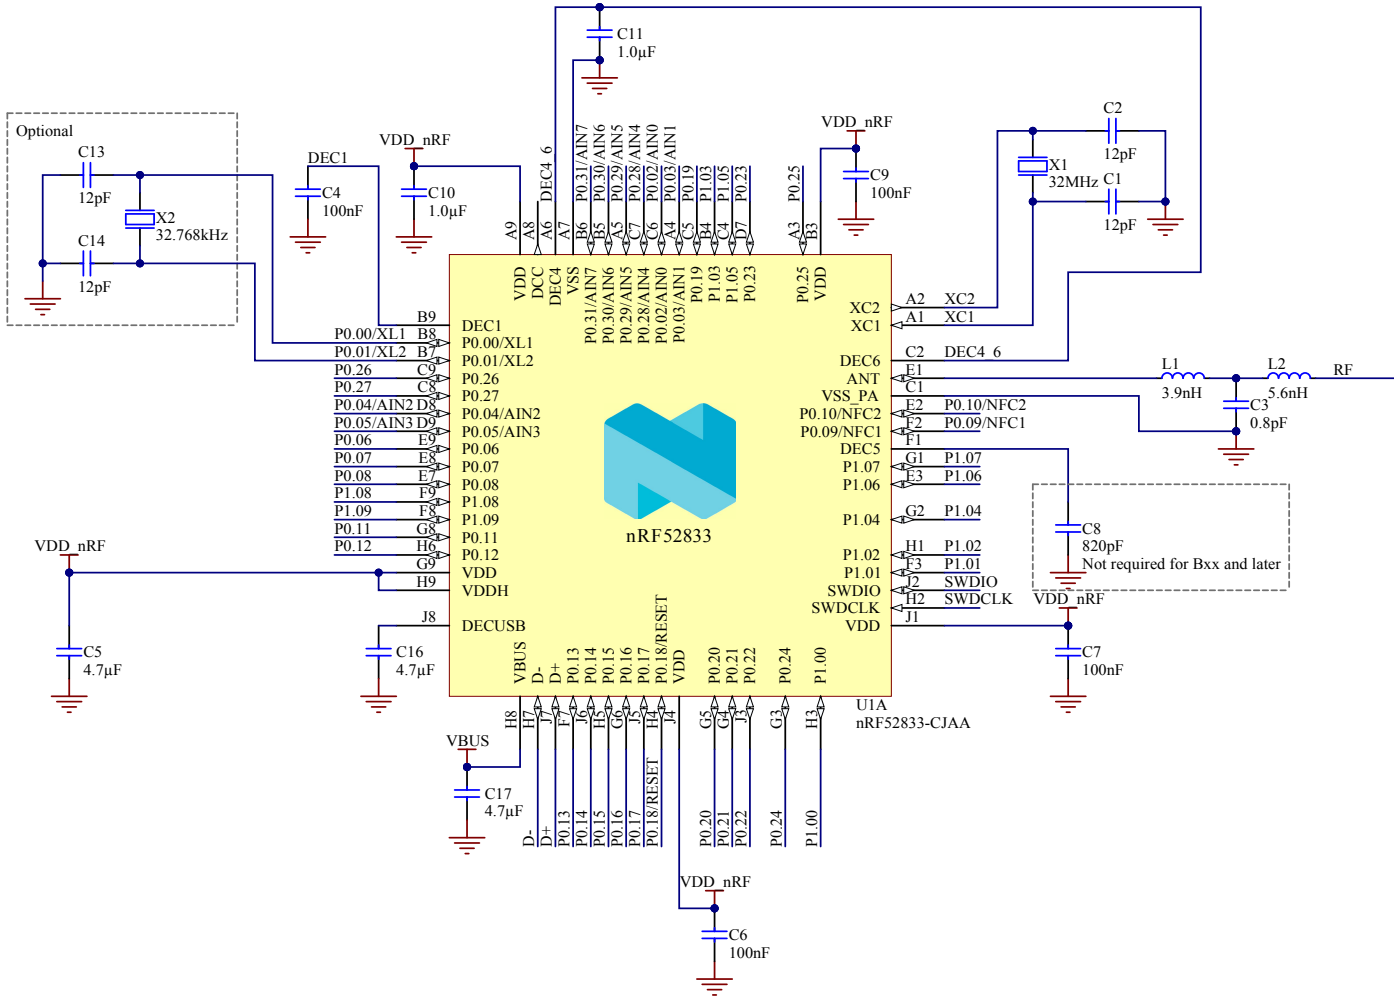 C11
1.0µF
Optional
C13
12pF
X2
32.768kHz
C14
12pF
DEC1
C4
100nF
VDD_nRF
C10
1.0µF
DEC4_6
P0.31/AIN7
P0.30/AIN6
P0.29/AIN5
P0.28/AIN4
P0.02/AIN0
P0.03/AIN1
P0.19
P1.03
P1.05
P0.23
P0.25
VDD_nRF
C9
100nF
C2
12pF
X1
32MHz
C1
12pF
A9
A8
A6
A7
B6
B5
A5
C7
C6
A4
C5
B4
C4
D7
A3
B3
VDD
DCC
DEC4
VSS
P0.31/AIN7
P0.30/AIN6
P0.29/AIN5
P0.28/AIN4
P0.02/AIN0
P0.03/AIN1
P0.19
P1.03
P1.05
P0.23
P0.25
VDD
B9 DEC1
P0.00/XL1 B8 P0.00/XL1
P0.01/XL2 B7 P0.01/XL2
P0.26 C9 P0.26
P0.27 C8 P0.27
P0.04/AIN2 D8 P0.04/AIN2
P0.05/AIN3 D9 P0.05/AIN3
P0.06 E9 P0.06
P0.07 E8 P0.07
P0.08 E7 P0.08
P1.08 F9 P1.08
P1.09 F8 P1.09
P0.11 G8 P0.11
P0.12 H6 P0.12
G9 VDD
H9 VDDH
J8 DECUSB
VDD_nRF
C5
4.7µF
C16
4.7µF
nRF52833
XC2 A2 XC2
XC1 A1 XC1
DEC6 C2 DEC4_6
ANT E1
VSS_PA C1
P0.10/NFC2 E2 P0.10/NFC2
P0.09/NFC1 F2 P0.09/NFC1
DEC5 F1
P1.07 G1 P1.07
P1.06 E3 P1.06
P1.04 G2 P1.04
P1.02 H1 P1.02
P1.01 F3 P1.01
SWDIO J2 SWDIO
SWDCLK H2 SWDCLK
VDD J1
L1
3.9nH
L2
5.6nH
RF
C3
0.8pF
C8
820pF
Not required for Bxx and later
VDD_nRF
C7
100nF
VBUS
D-
D+
P0.13
P0.14
P0.15
P0.16
P0.17
P0.18/RESET
VDD
P0.20
P0.21
P0.22
P0.24
P1.00
U1A
nRF52833-CJAA
H8
H7
J7
F7
J6
H5
G6
J5
H4
J4
G5
G4
J3
G3
H3
VBUS
C17
4.7µF
D-
D+
P0.13
P0.14
P0.15
P0.16
P0.17
P0.18/RESET
P0.20
P0.21
P0.22
P0.24
P1.00
VDD_nRF
C6
100nF